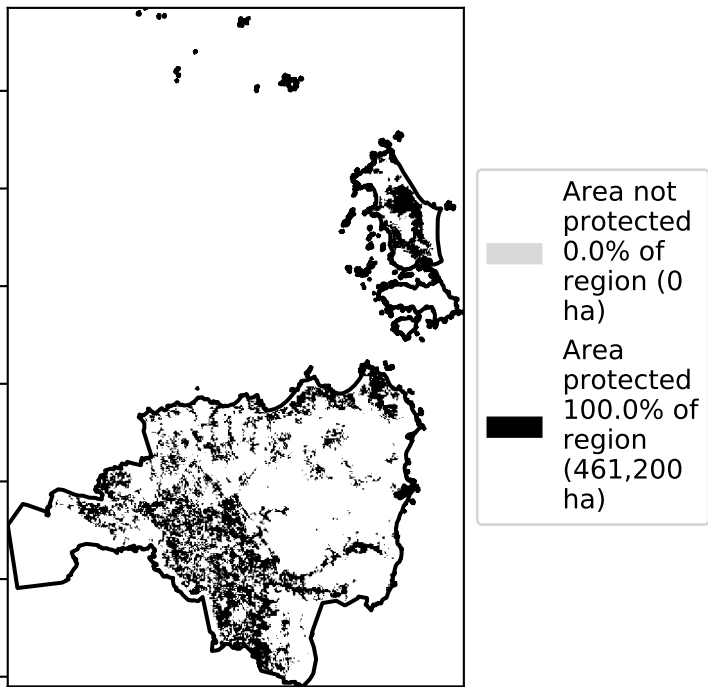 Area not
protected
0.0% of
region (0
ha)
Area
protected
100.0% of
region
(461,200
ha)